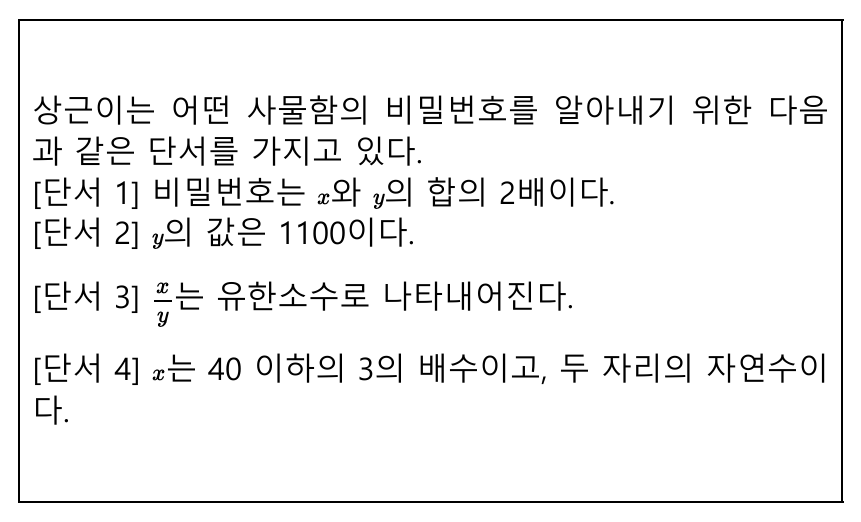 상근이는 어떤 사물함의 비밀번호를 알아내기 위한 다음
과 같은 단서를 가지고 있다.
[단서 1] 비밀번호는 x와 y의 합의 2배이다.
[단서 2] y의 값은 1100이다.
[단서 3] x/y는 유한소수로 나타내어진다.
[단서 4] x는 40 이하의 3의 배수이고, 두 자리의 자연수이
다.